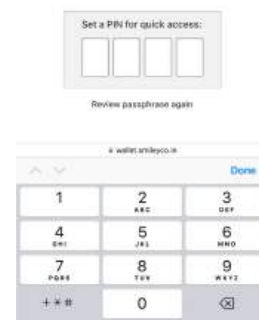 Set a PIN for quick access:
Review passphrase again
wallet.smileyco.in
Done
1 2 3
ABC DEF
4 5 6
GHI JKL MNO
7 8 9
PQRS TUV WXYZ
+ * # 0